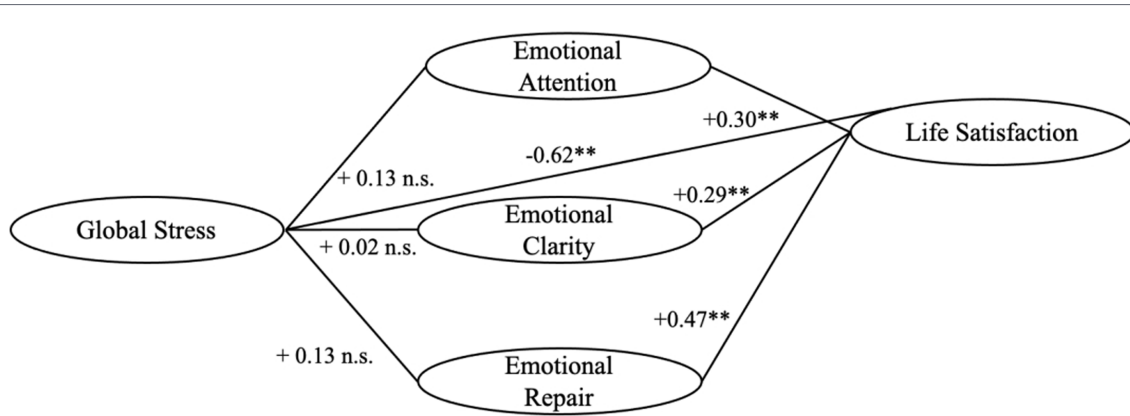 Emotional
Attention
+0.30**
Life Satisfaction
-0.62**
+ 0.13 n.s.
+0.29**
Global Stress
Emotional
Clarity
+ 0.02 n.s.
+0.47**
+ 0.13 n.s.
Emotional
Repair